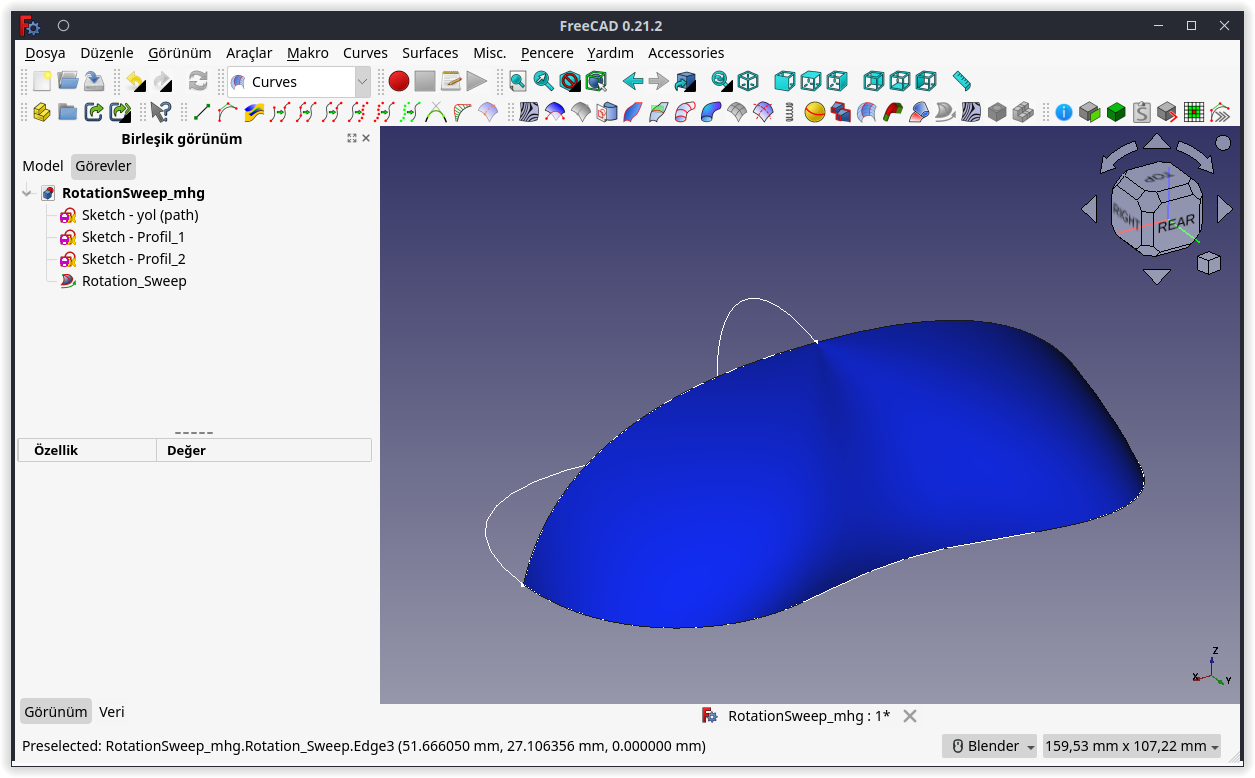 FreeCAD 0.21.2
Dosya Düzenle Görünüm Araçlar Makro Curves Surfaces Misc. Pencere Yardım Accessories
Curves
Birleşik görünüm
Model Görevler
RotationSweep_mhg
Sketch - yol (path)
Sketch - Profil_1
Sketch - Profil_2
Rotation_Sweep
TOP
RIGHT
REAR
Özellik Değer
Z
X
Y
Görünüm Veri
RotationSweep_mhg : 1*
Preselected: RotationSweep_mhg.Rotation_Sweep.Edge3 (51.666050 mm, 27.106356 mm, 0.000000 mm)
Blender
159,53 mm x 107,22 mm